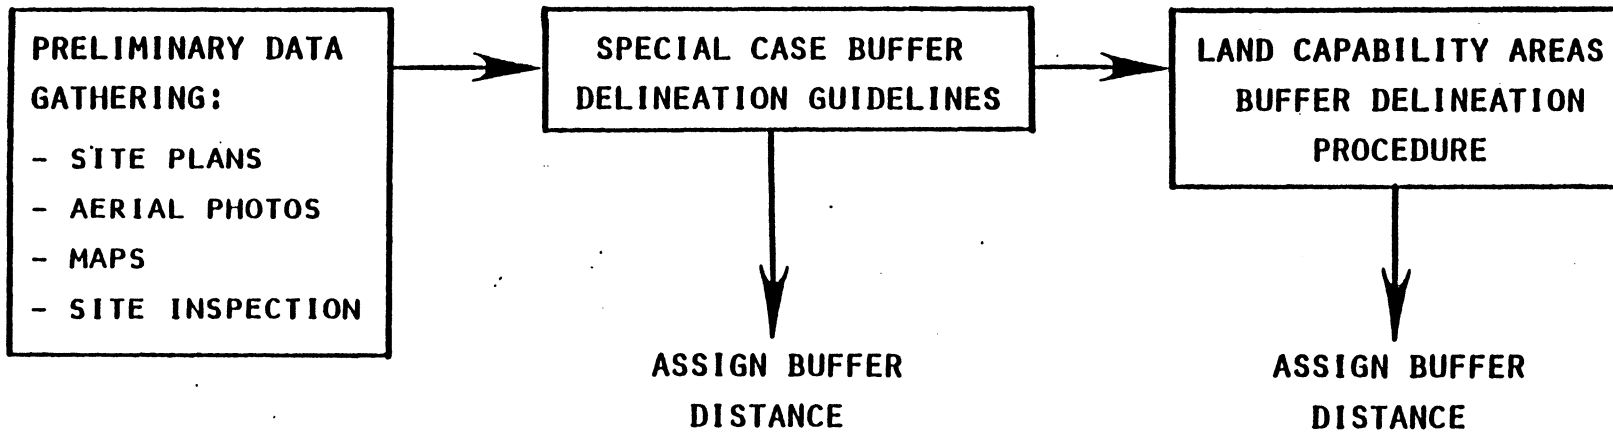 PRELIMINARY DATA
GATHERING:
- SITE PLANS
- AERIAL PHOTOS
- MAPS
- SITE INSPECTION
SPECIAL CASE BUFFER
DELINEATION GUIDELINES
ASSIGN BUFFER
DISTANCE
LAND CAPABILITY AREAS
BUFFER DELINEATION
PROCEDURE
ASSIGN BUFFER
DISTANCE